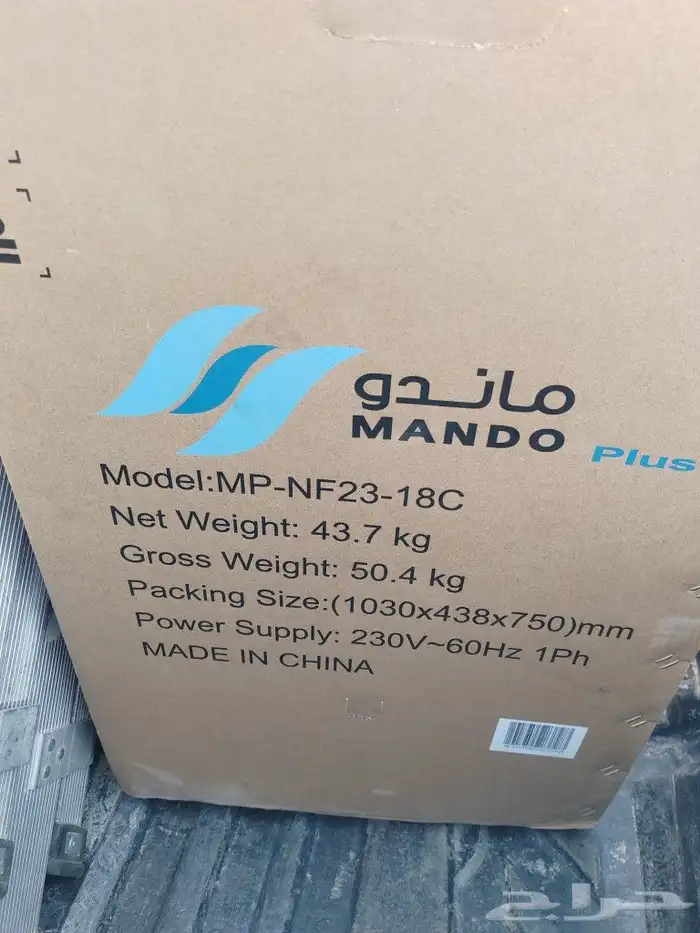 ماندو
MANDO Plus
Model:MP-NF23-18C
Net Weight: 43.7 kg
Gross Weight: 50.4 kg
Packing Size:(1030x438x750)mm
Power Supply: 230V~60Hz 1Ph
MADE IN CHINA
حراج